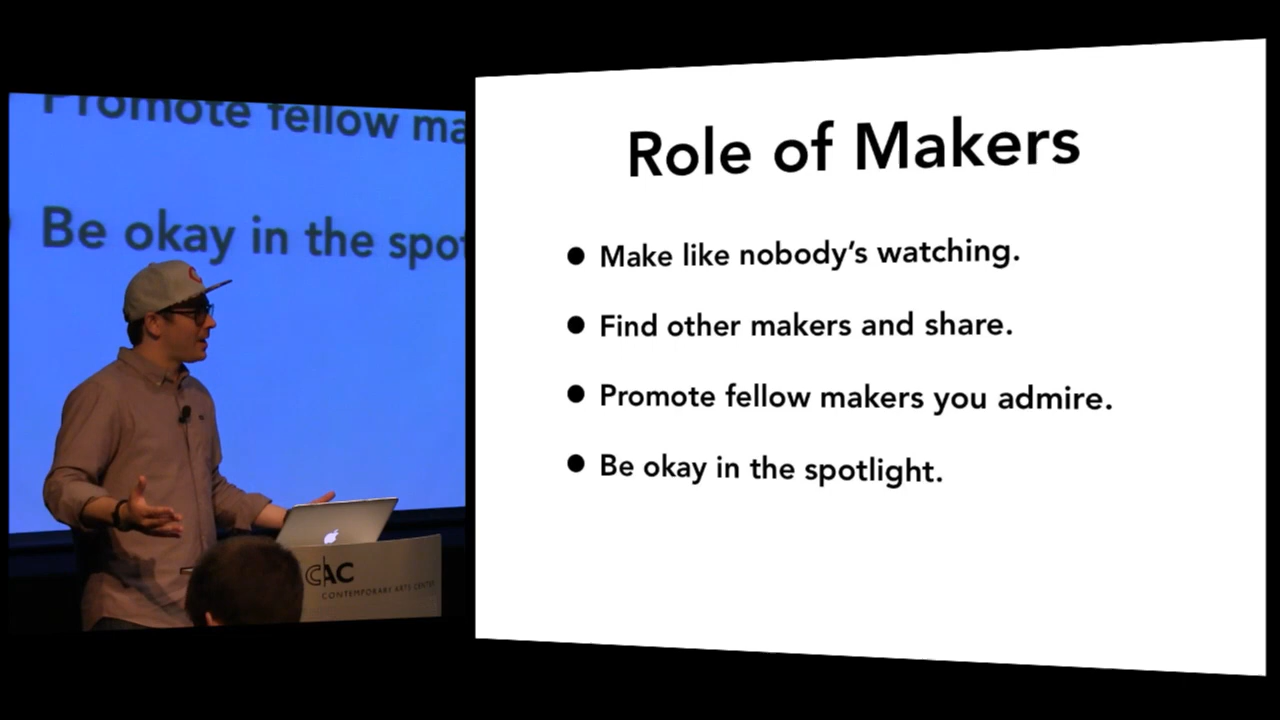 Promote fellow ma
Be okay in the spot
CAC
CONTEMPORARY ARTS CENTER
Role of Makers
● Make like nobody's watching.
● Find other makers and share.
● Promote fellow makers you admire.
● Be okay in the spotlight.